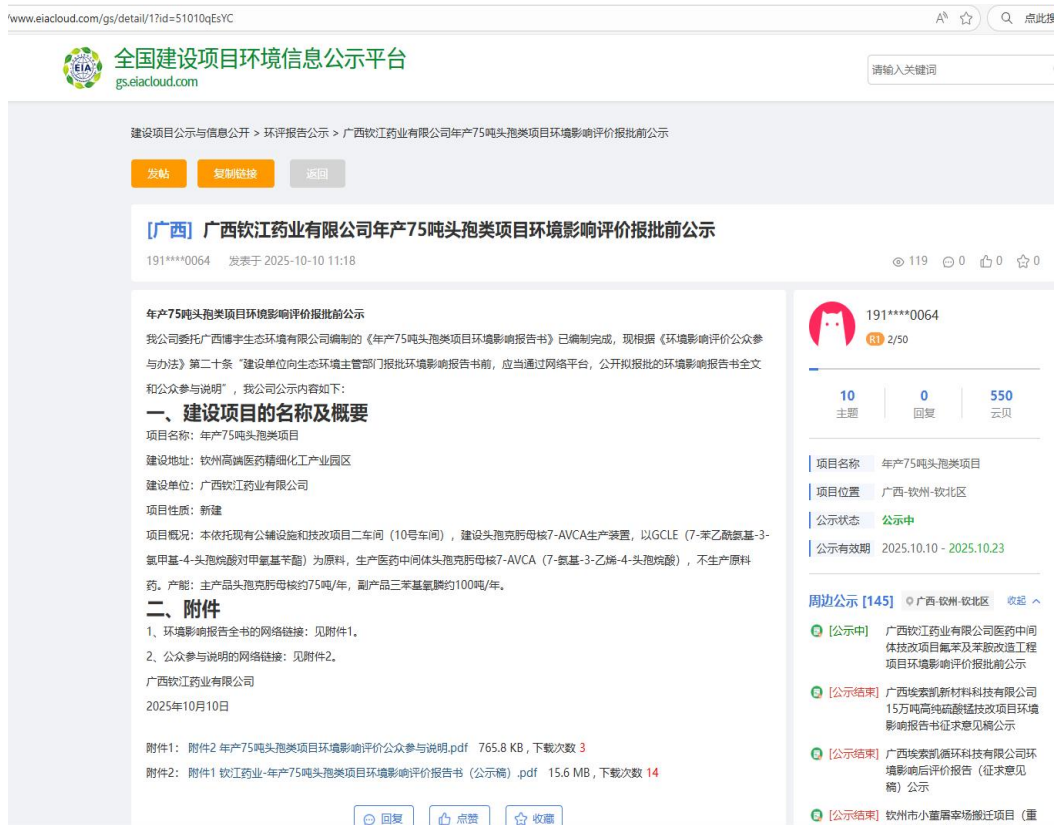 /www.eiacloud.com/gs/detail/1?id=51010qEsYC
EIA
全国建设项目环境信息公示平台
gs.eiacloud.com
请输入关键词
建设项目公示与信息公开 > 环评报告公示 > 广西钦江药业有限公司年产75吨头孢类项目环境影响评价报批前公示
发帖 复制链接 返回
[广西] 广西钦江药业有限公司年产75吨头孢类项目环境影响评价报批前公示
191****0064 发表于 2025-10-10 11:18
119 0 0 0
年产75吨头孢类项目环境影响评价报批前公示
我公司委托广西博宇生态环境有限公司编制的《年产75吨头孢类项目环境影响报告书》已编制完成，现根据《环境影响评价公众参
与办法》第二十条“建设单位向生态环境主管部门报批环境影响报告书前，应当通过网络平台，公开拟报批的环境影响报告书全文
和公众参与说明”，我公司公示内容如下：
一、建设项目的名称及概要
项目名称：年产75吨头孢类项目
建设地址：钦州高端医药精细化工产业园区
建设单位：广西钦江药业有限公司
项目性质：新建
项目概况：本依托现有公辅设施和技改项目二车间（10号车间），建设头孢克肟母核7-AVCA生产装置，以GCLE（7-苯乙酰氨基-3-
氯甲基-4-头孢烷酸对甲氧基苄酯）为原料，生产医药中间体头孢克肟母核7-AVCA（7-氨基-3-乙烯-4-头孢烷酸），不生产原料
药。产能：主产品头孢克肟母核约75吨/年，副产品三苯基氧膦约100吨/年。
二、附件
1、环境影响报告全书的网络链接：见附件1。
2、公众参与说明的网络链接：见附件2。
广西钦江药业有限公司
2025年10月10日
附件1： 附件2 年产75吨头孢类项目环境影响评价公众参与说明.pdf 765.8 KB , 下载次数 3
附件2： 附件1 钦江药业-年产75吨头孢类项目环境影响评价报告书（公示稿）.pdf 15.6 MB , 下载次数 14
回复 点赞 收藏
191****0064
R1 2/50
10 0 550
主题 回复 云贝
项目名称 年产75吨头孢类项目
项目位置 广西-钦州-钦北区
公示状态 公示中
公示有效期 2025.10.10 - 2025.10.23
周边公示 [145] 广西-钦州-钦北区 收起
[公示中] 广西钦江药业有限公司医药中间
体技改项目氟苯及苯胺改造工程
项目环境影响评价报批前公示
[公示结束] 广西埃索凯新材料科技有限公司
15万吨高纯硫酸锰技改项目环境
影响报告书征求意见稿公示
[公示结束] 广西埃索凯循环科技有限公司环
境影响后评价报告（征求意见
稿）公示
[公示结束] 钦州市小董屠宰场搬迁项目（重